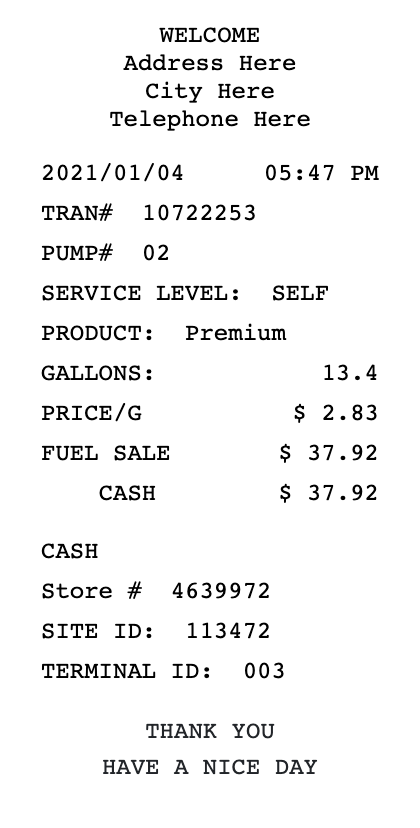 WELCOME
Address Here
City Here
Telephone Here
2021/01/04 05:47 PM
TRAN# 10722253
PUMP# 02
SERVICE LEVEL: SELF
PRODUCT: Premium
GALLONS: 13.4
PRICE/G $ 2.83
FUEL SALE $ 37.92
CASH $ 37.92
CASH
Store # 4639972
SITE ID: 113472
TERMINAL ID: 003
THANK YOU
HAVE A NICE DAY